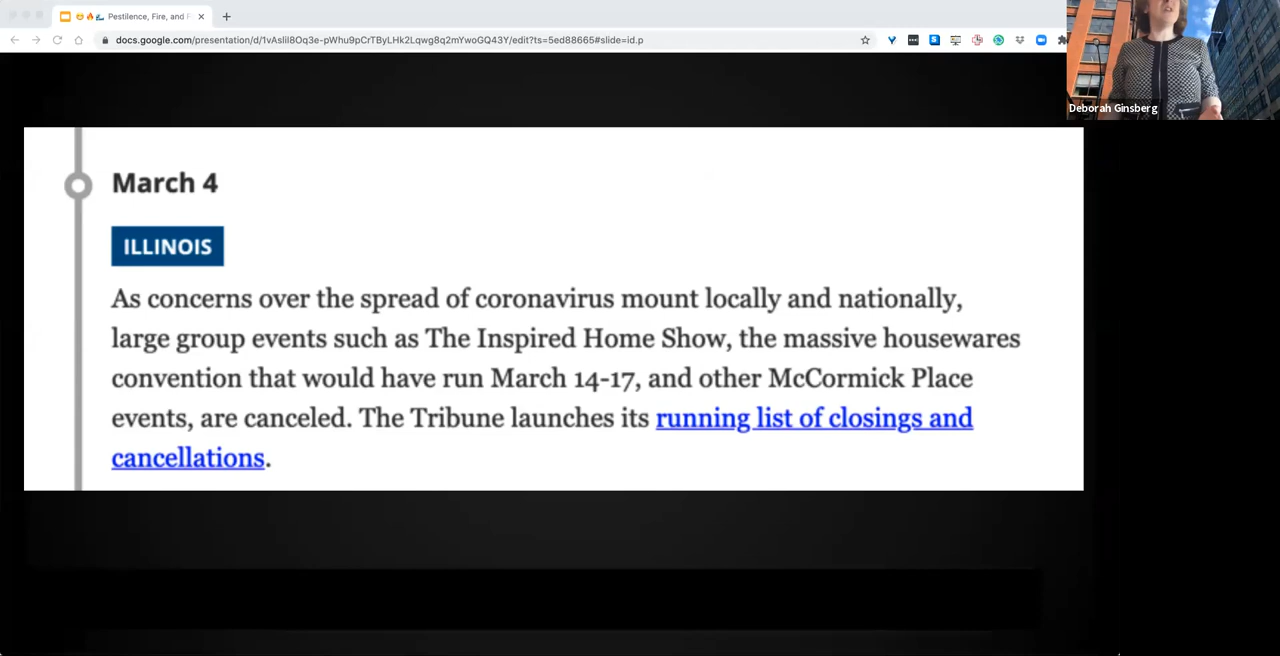 Pestilence, Fire, and F
docs.google.com/presentation/d/1vAslil8Oq3e-pWhu9pCrTByLHk2Lqwg8q2mYwoGQ43Y/edit?ts=5ed88665#slide=id.p
Deborah Ginsberg
March 4
ILLINOIS
As concerns over the spread of coronavirus mount locally and nationally,
large group events such as The Inspired Home Show, the massive housewares
convention that would have run March 14-17, and other McCormick Place
events, are canceled. The Tribune launches its running list of closings and
cancellations.